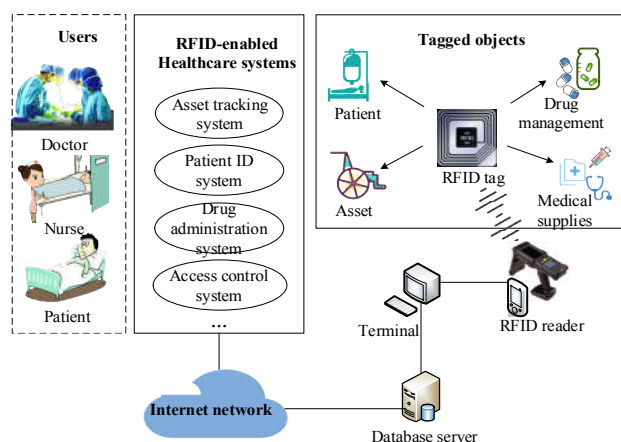 Users
Doctor
Nurse
Patient
RFID-enabled
Healthcare systems
Asset tracking
system
Patient ID
system
Drug
administration
system
Access control
system
...
Tagged objects
Patient
Drug
management
RFID tag
Asset
Medical
supplies
Terminal
RFID reader
Internet network
Database server